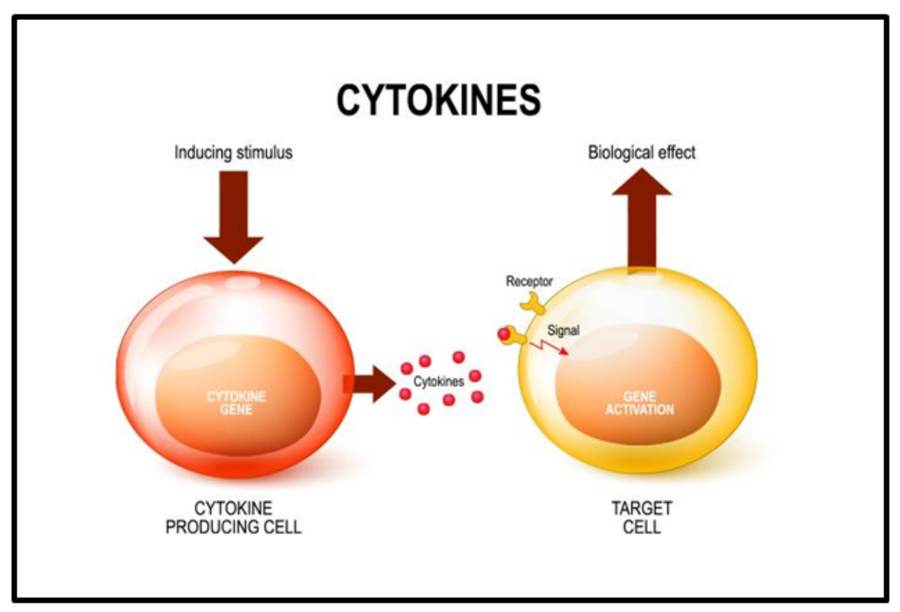 CYTOKINES
Inducing stimulus
Biological effect
Receptor
Signal
Cytokines
CYTOKINE
GENE
GENE
ACTIVATION
CYTOKINE
PRODUCING CELL
TARGET
CELL